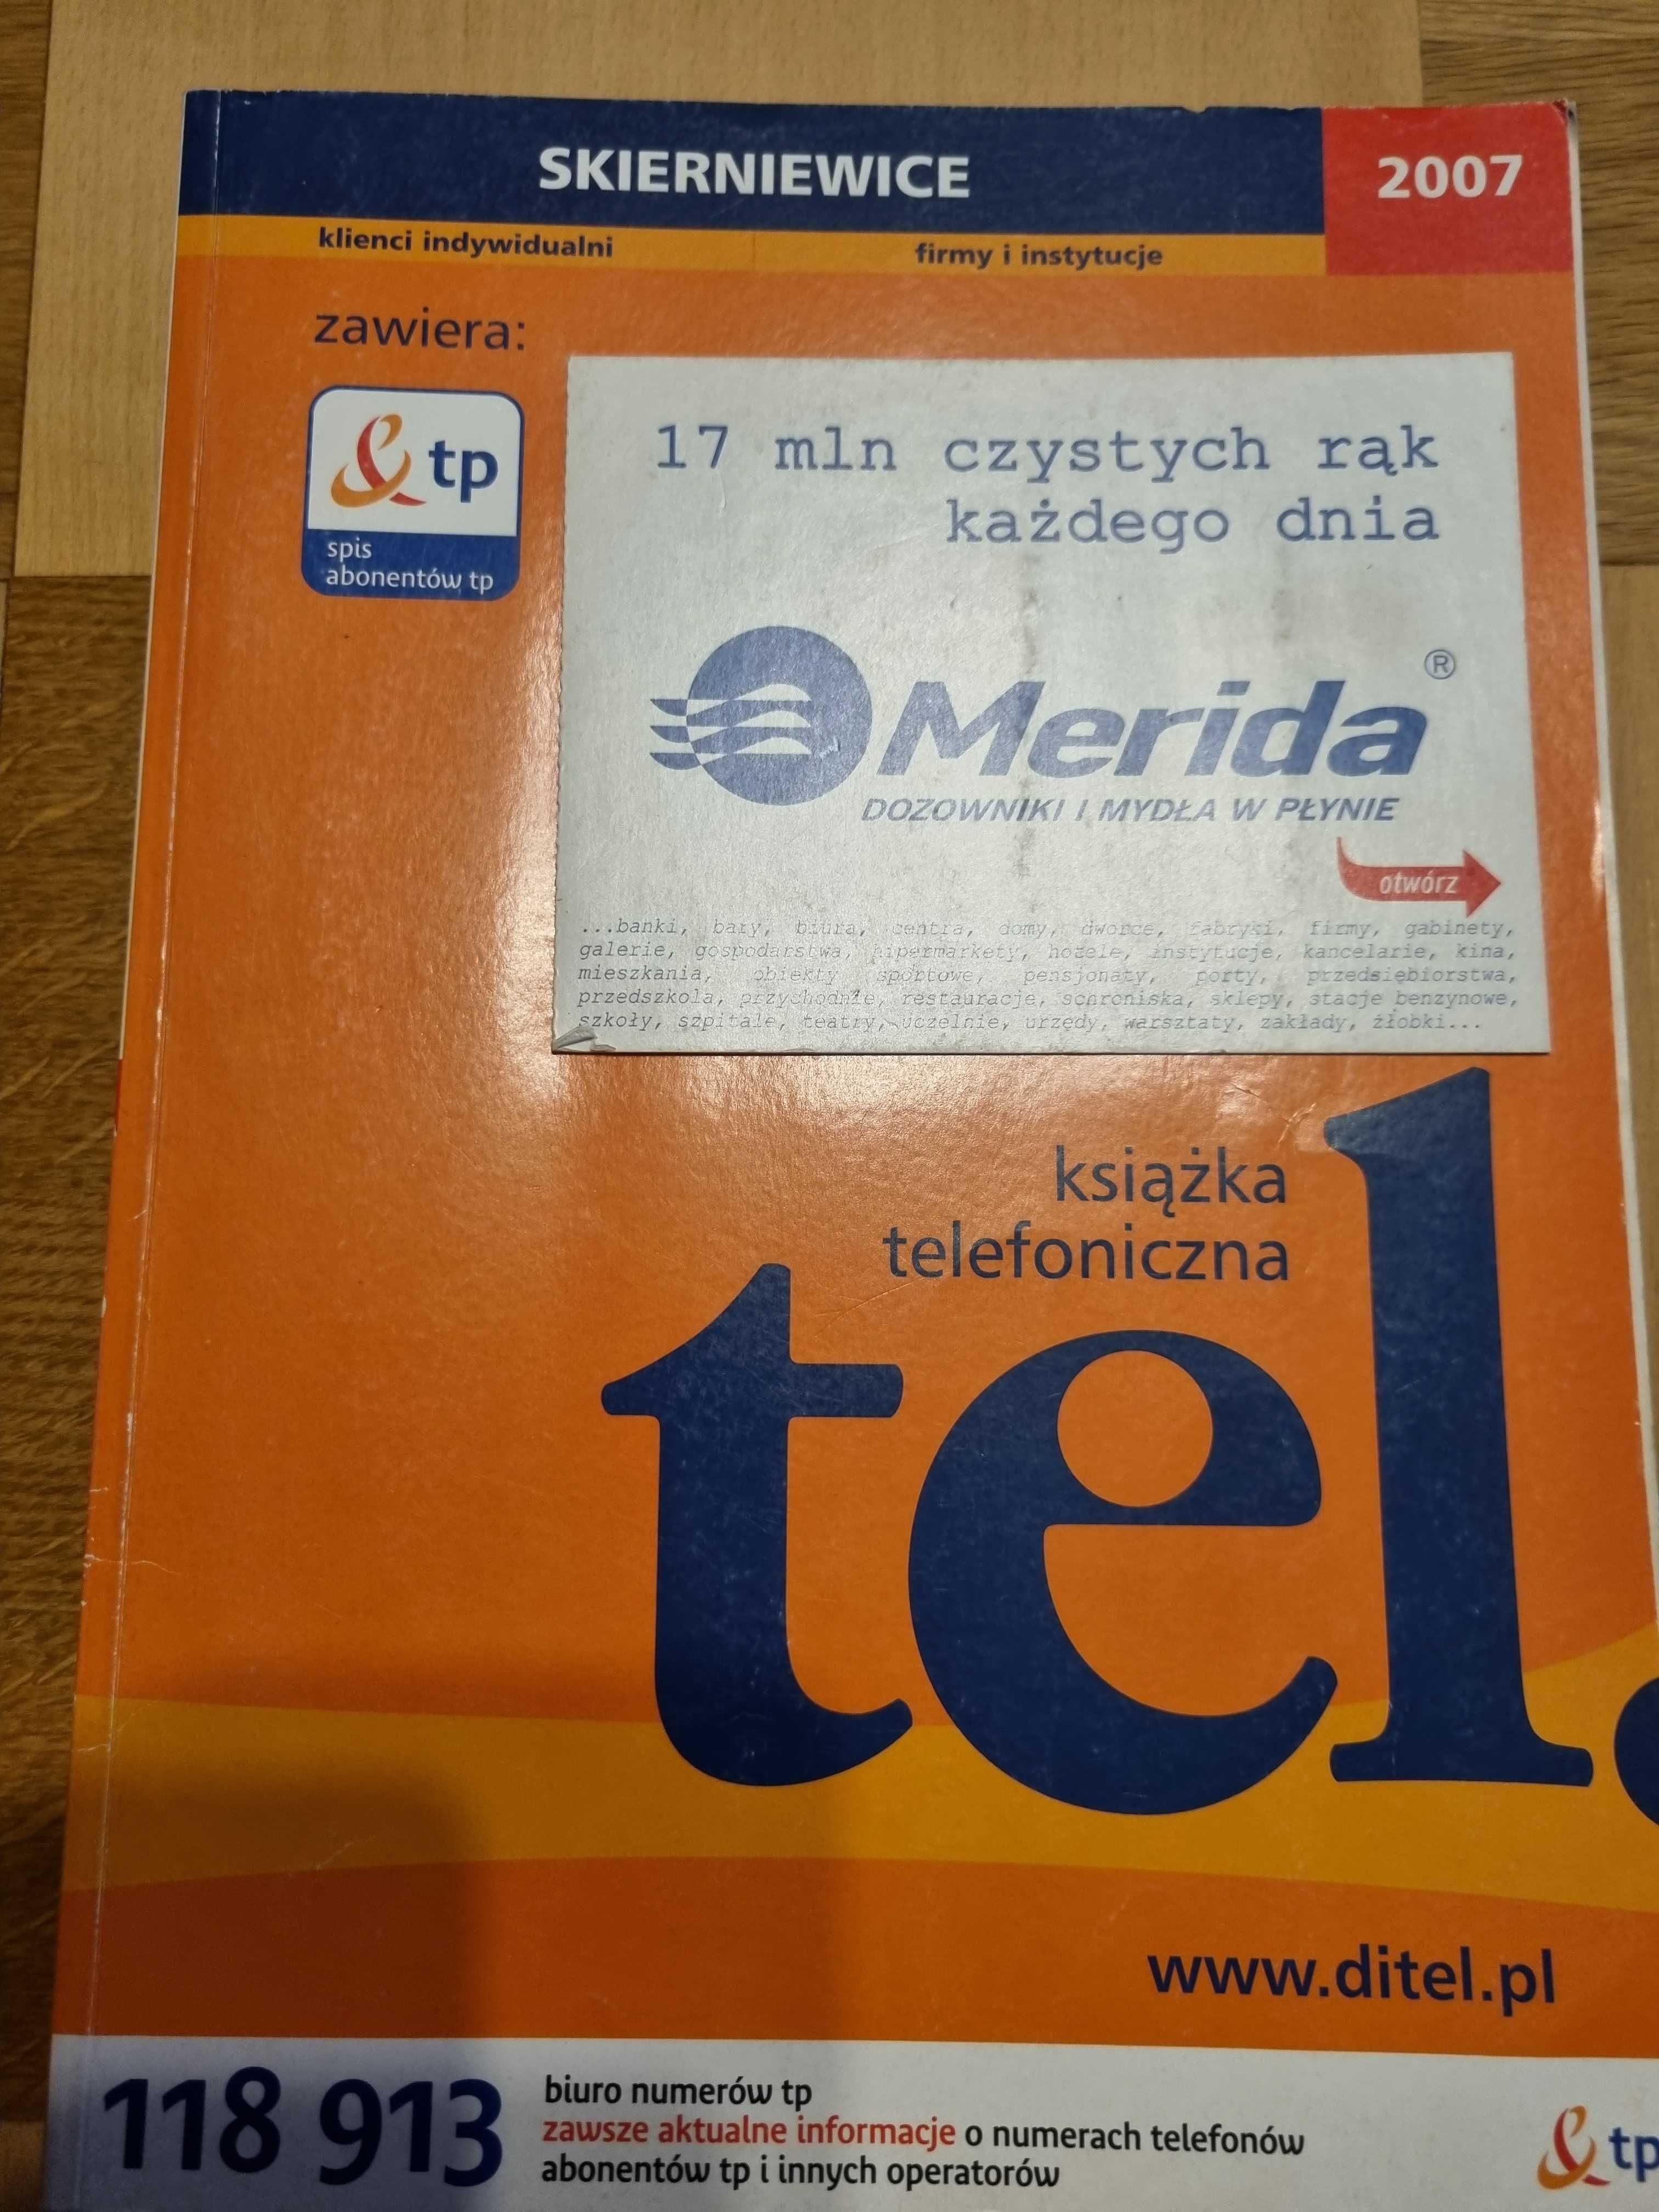 SKIERNIEWICE
2007
klienci indywidualni
firmy i instytucje
zawiera:
tp
spis
abonentów tp
17 mln czystych rąk
każdego dnia
Merida®
DOZOWNIKI I MYDŁA W PŁYNIE
otwórz
...banki, bary, biura, centra, domy, dworce, fabryki, firmy, gabinety,
galerie, gospodarstwa, hipermarkety, hotele, instytucje, kancelarie, kina,
mieszkania, obiekty sportowe, pensjonaty, porty, przedsiębiorstwa,
przedszkola, przychodnie, restauracje, schroniska, sklepy, stacje benzynowe,
szkoły, szpitale, teatry, uczelnie, urzędy, warsztaty, zakłady, żłobki...
książka
telefoniczna
tel.
www.ditel.pl
118 913
biuro numerów tp
zawsze aktualne informacje o numerach telefonów
abonentów tp i innych operatorów
tp